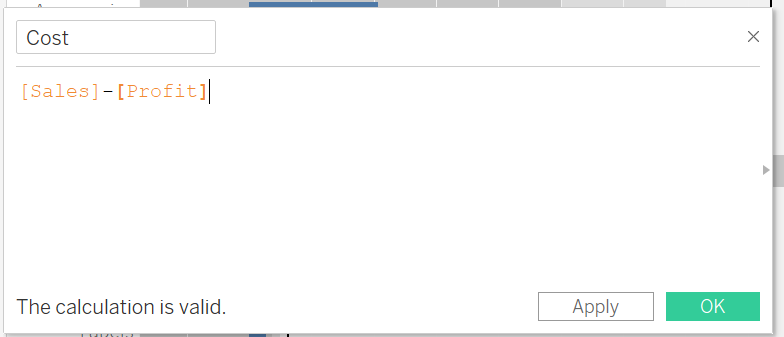 Cost
[Sales]-[Profit]
The calculation is valid.
Apply
OK